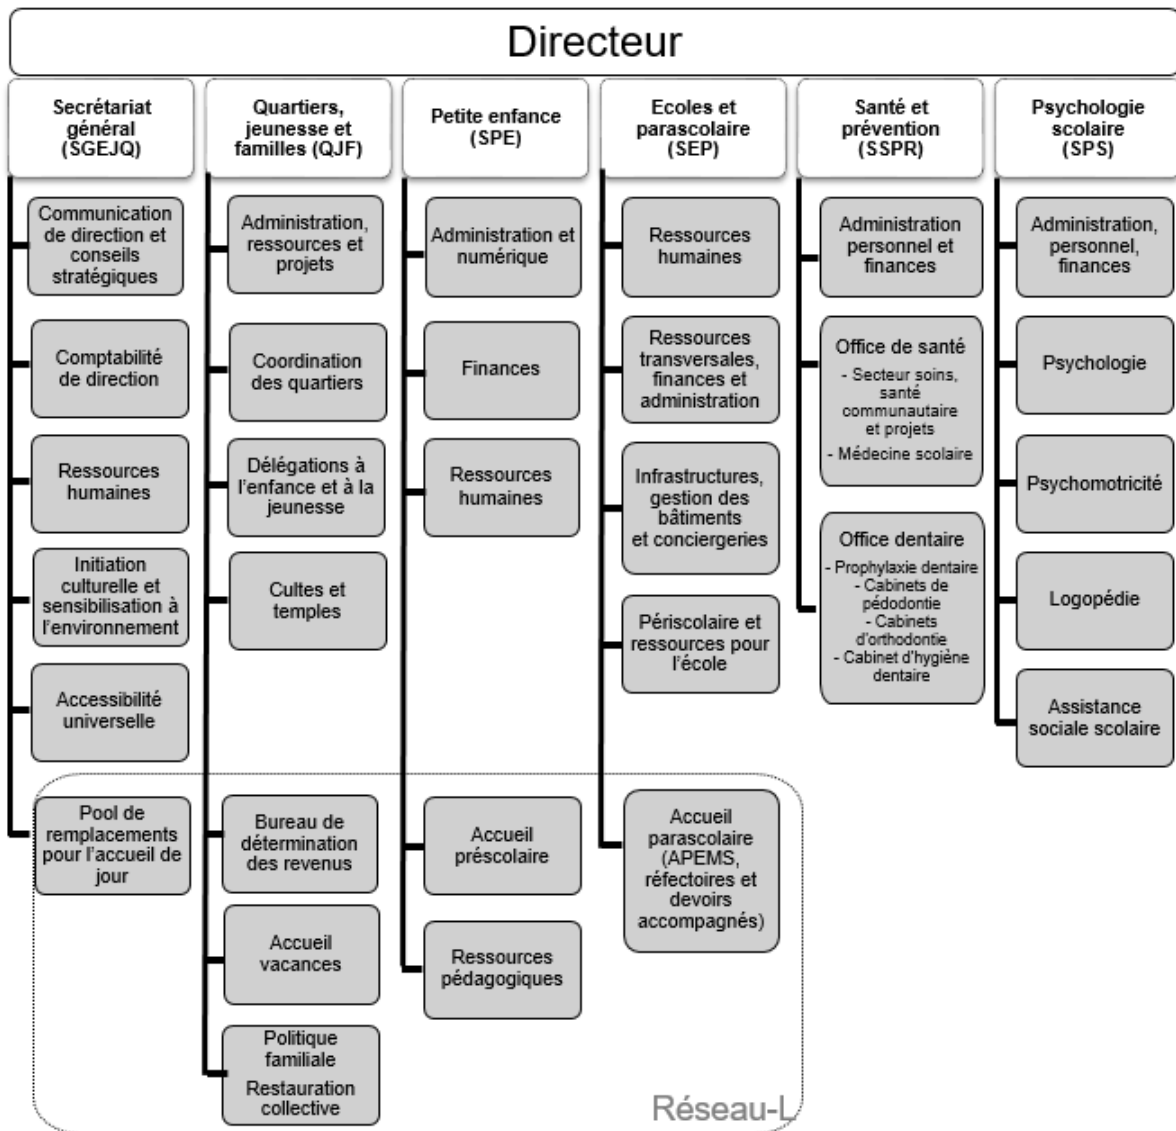 Directeur
Secrétariat
général
(SGEJQ)
Communication
de direction et
conseils
stratégiques
Comptabilité
de direction
Ressources
humaines
Initiation
culturelle et
sensibilisation à
l'environnement
Accessibilité
universelle
Pool de
remplacements
pour l'accueil de
jour
Quartiers,
jeunesse et
familles (QJF)
Administration,
ressources et
projets
Coordination
des quartiers
Délégations à
l'enfance et à la
jeunesse
Cultes et
temples
Bureau de
détermination
des revenus
Accueil
vacances
Politique
familiale
Restauration
collective
Petite enfance
(SPE)
Administration et
numérique
Finances
Ressources
humaines
Accueil
préscolaire
Ressources
pédagogiques
Ecoles et
parascolaire
(SEP)
Ressources
humaines
Ressources
transversales,
finances et
administration
Infrastructures,
gestion des
bâtiments
et conciergeries
Périscolaire et
ressources pour
l'école
Accueil
parascolaire
(APEMS,
réfectoires et
devoirs
accompagnés)
Santé et
prévention
(SSPR)
Administration
personnel et
finances
Office de santé
- Secteur soins,
santé
communautaire
et projets
- Médecine scolaire
Office dentaire
- Prophylaxie dentaire
- Cabinets de
pédodontie
- Cabinets
d'orthodontie
- Cabinet d'hygiène
dentaire
Psychologie
scolaire
(SPS)
Administration,
personnel,
finances
Psychologie
Psychomotricité
Logopédie
Assistance
sociale scolaire
Réseau-L